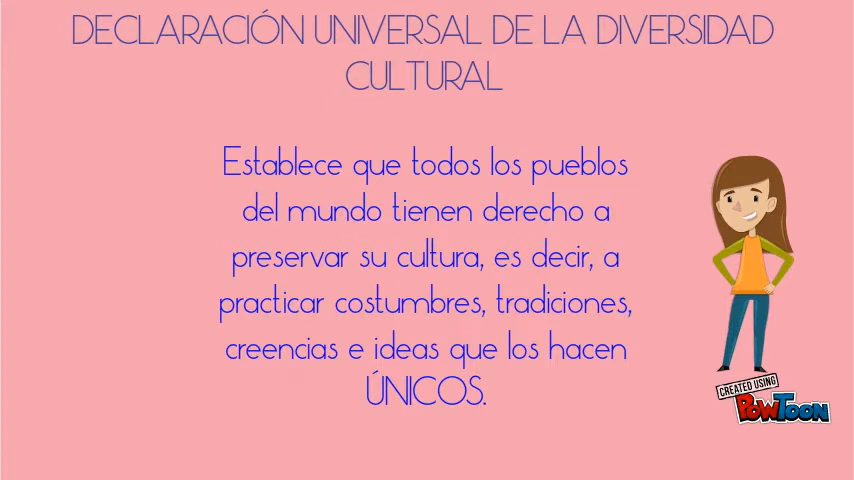 DECLARACIÓN UNIVERSAL DE LA DIVERSIDAD
CULTURAL
Establece que todos los pueblos
del mundo tienen derecho a
preservar su cultura, es decir, a
practicar costumbres, tradiciones,
creencias e ideas que los hacen
ÚNICOS.
CREATED USING
POWTOON